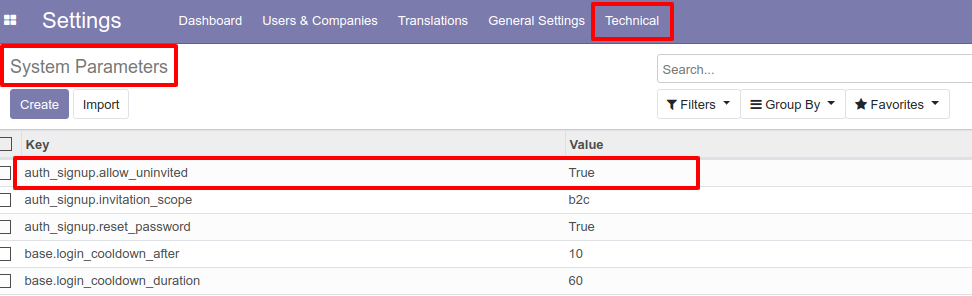 Settings Dashboard Users & Companies Translations General Settings Technical
System Parameters
Search...
Create Import Filters Group By Favorites
Key Value
auth_signup.allow_uninvited True
auth_signup.invitation_scope b2c
auth_signup.reset_password True
base.login_cooldown_after 10
base.login_cooldown_duration 60